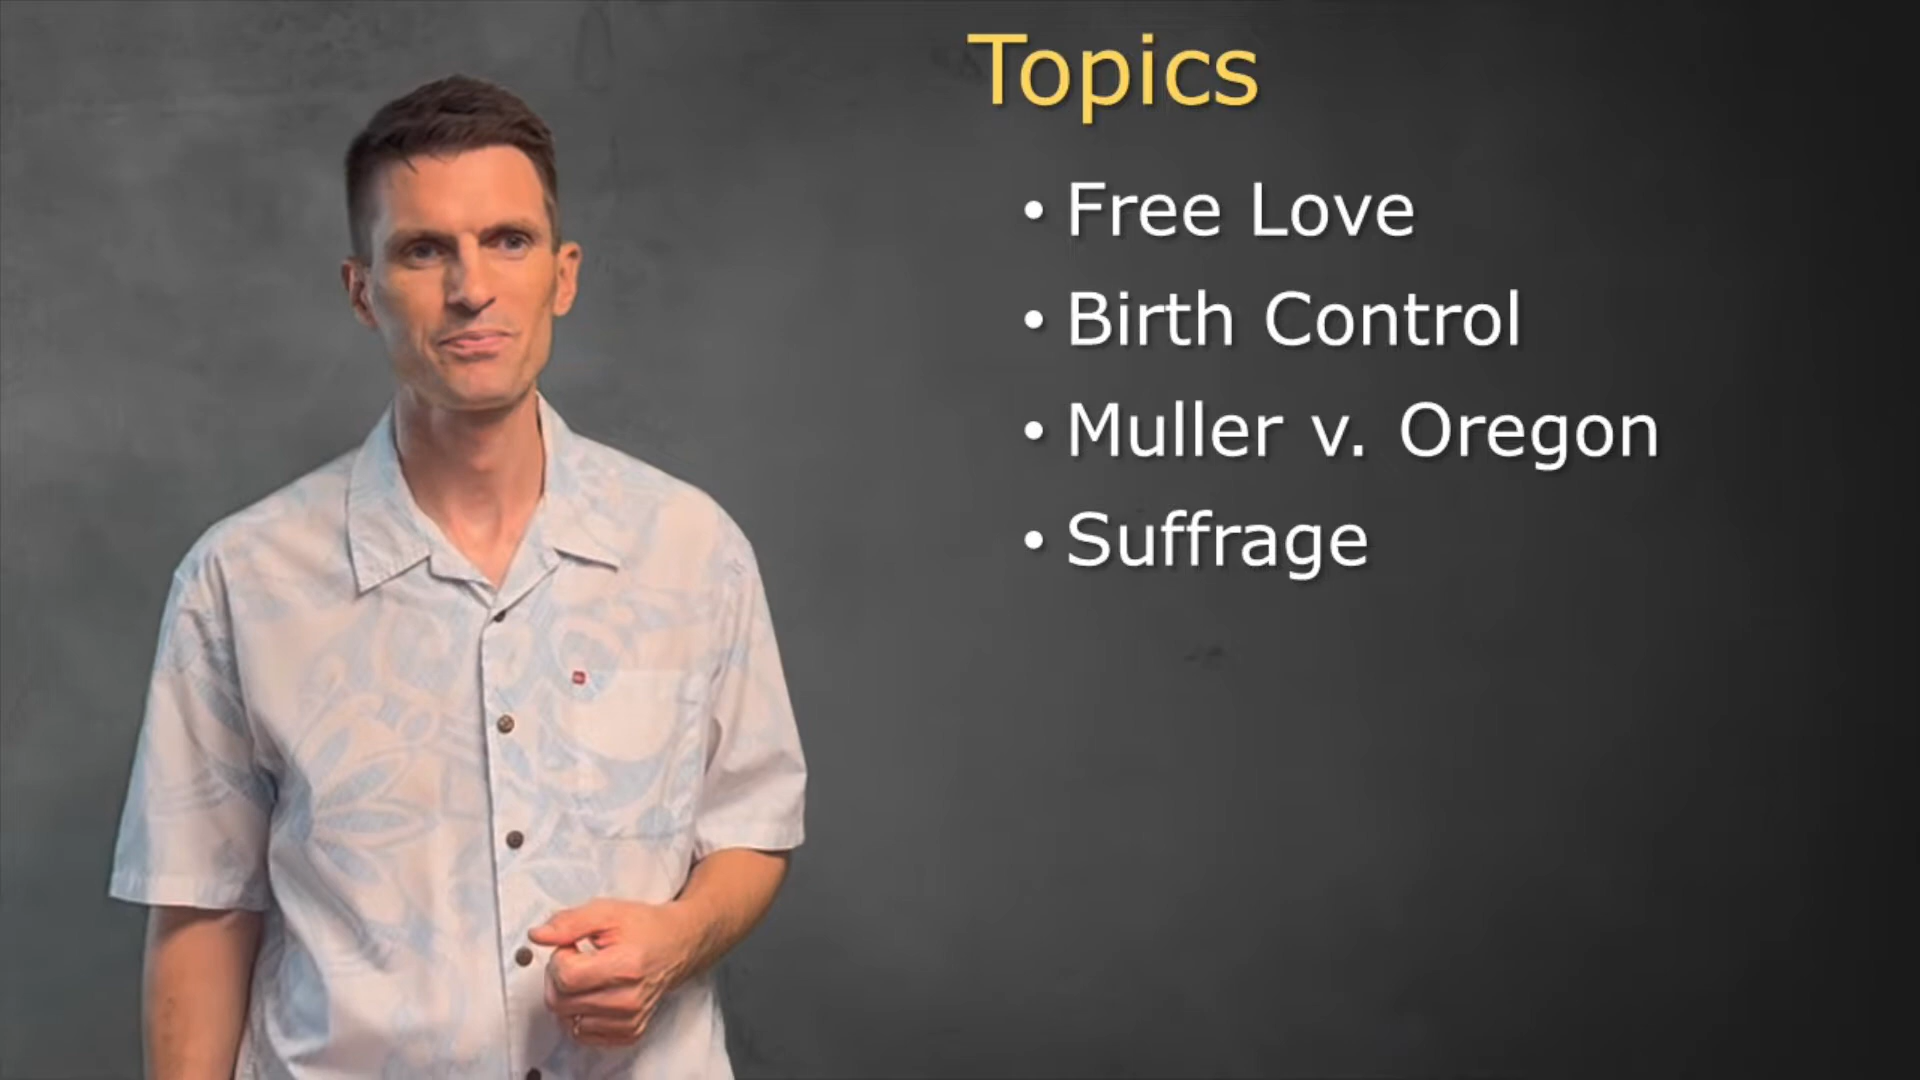 Topics
• Free Love
• Birth Control
• Muller v. Oregon
• Suffrage